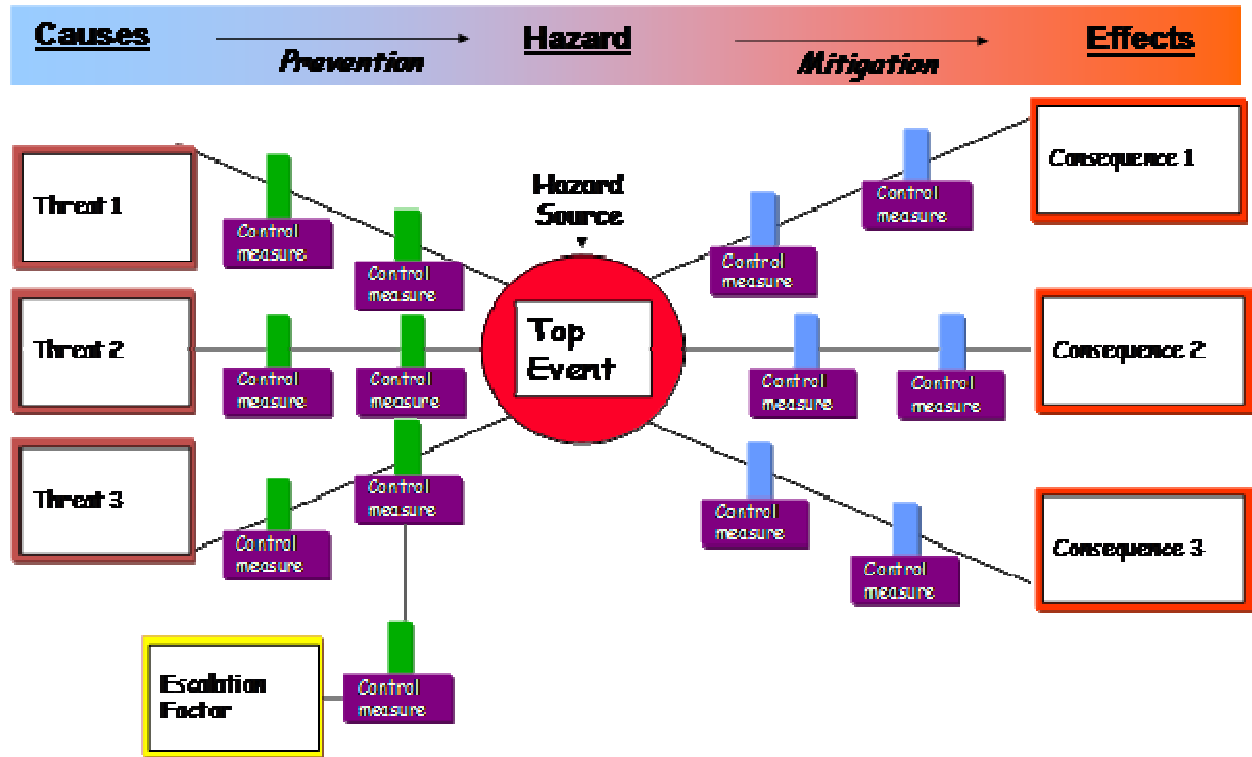 Causes
Prevention
Hazard
Mitigation
Effects
Threat 1
Control
measure
Control
measure
Hazard
Source
Control
measure
Control
measure
Consequence 1
Threat 2
Control
measure
Control
measure
Top
Event
Control
measure
Control
measure
Consequence 2
Threat 3
Control
measure
Control
measure
Control
measure
Control
measure
Consequence 3
Escalation
Factor
Control
measure